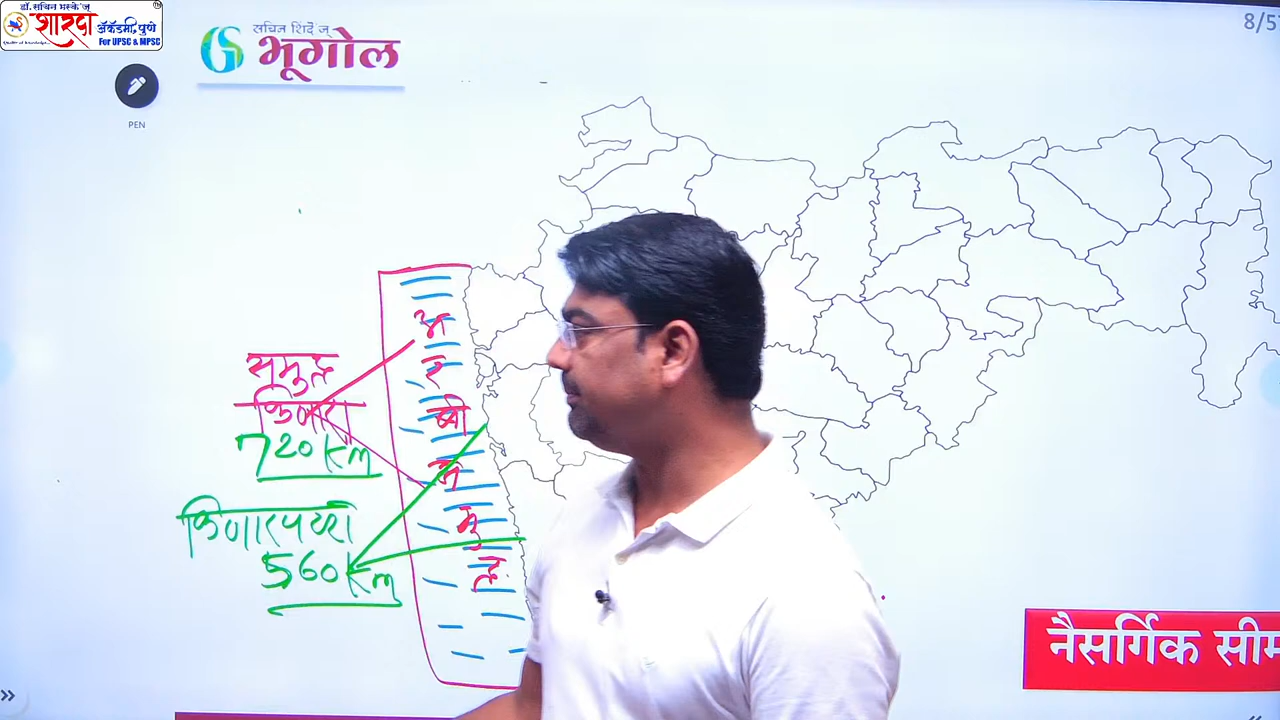 डॉ. सचिन भस्के'ज्
शारदा
ॲकॅडमी, पुणे
For UPSC & MPSC
सचिन शिंदे'ज्
GS
भूगोल
8/5
PEN
अ
र
बी
समुद्र
किनारा
720 Km
स
मु
द्र
किनारपट्टी
560 Km
नैसर्गिक सीम